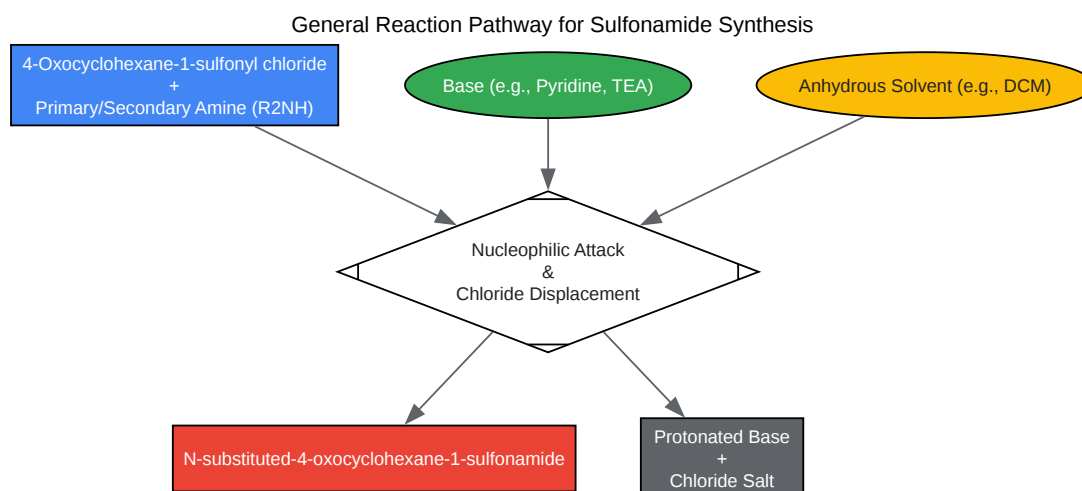 General Reaction Pathway for Sulfonamide Synthesis
4-Oxocyclohexane-1-sulfonyl chloride
+
Primary/Secondary Amine (R2NH)
Base (e.g., Pyridine, TEA)
Anhydrous Solvent (e.g., DCM)
Nucleophilic Attack
&
Chloride Displacement
N-substituted-4-oxocyclohexane-1-sulfonamide
Protonated Base
+
Chloride Salt